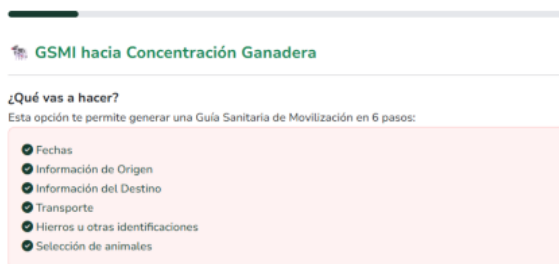 GSMI hacia Concentración Ganadera
¿Qué vas a hacer?
Esta opción te permite generar una Guía Sanitaria de Movilización en 6 pasos:
Fechas
Información de Origen
Información del Destino
Transporte
Hierros u otras identificaciones
Selección de animales